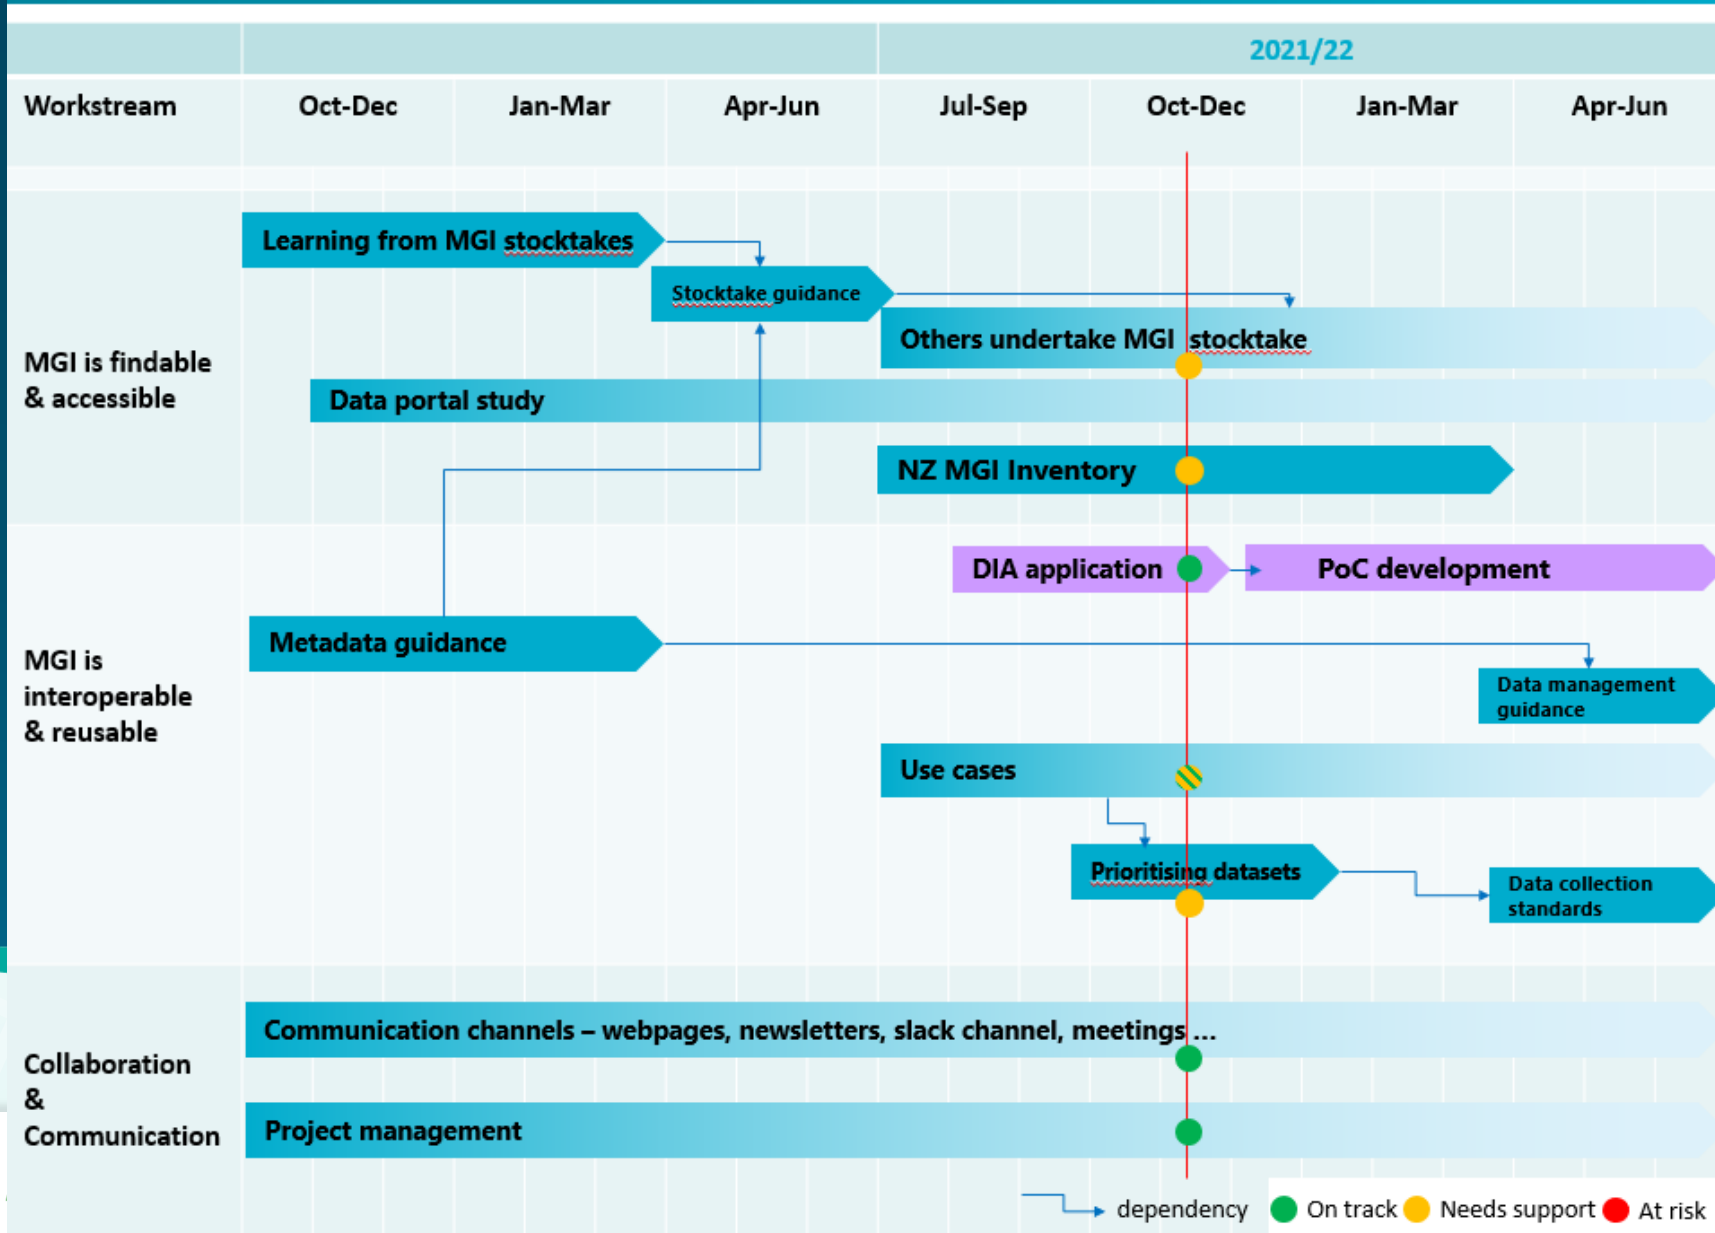 2021/22
Workstream
Oct-Dec
Jan-Mar
Apr-Jun
Jul-Sep
Oct-Dec
Jan-Mar
Apr-Jun
MGI is findable
& accessible
Learning from MGI stocktakes
Stocktake guidance
Others undertake MGI stocktake
Data portal study
NZ MGI Inventory
MGI is
interoperable
& reusable
DIA application
PoC development
Metadata guidance
Data management
guidance
Use cases
Prioritising datasets
Data collection
standards
Collaboration
&
Communication
Communication channels – webpages, newsletters, slack channel, meetings ...
Project management
dependency
On track
Needs support
At risk